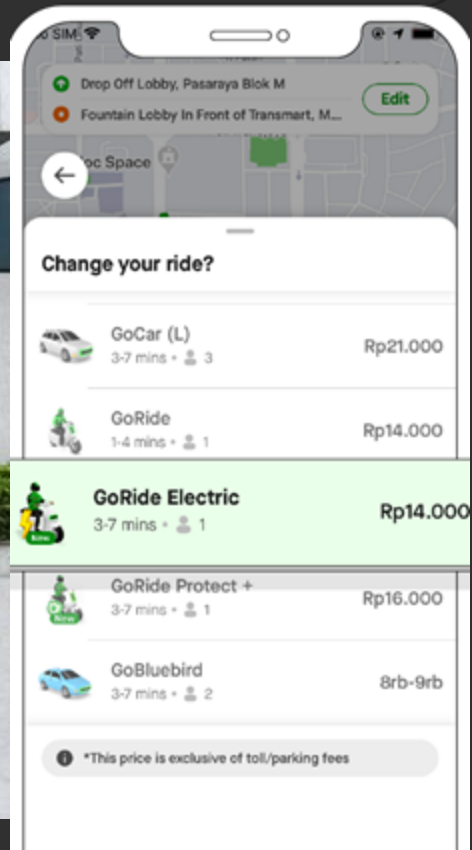 SIM
Drop Off Lobby, Pasaraya Blok M
Fountain Lobby In Front of Transmart, M...
Edit
oc Space
Change your ride?
GoCar (L)
3-7 mins • 3
Rp21.000
GoRide
1-4 mins • 1
Rp14.000
GoRide Electric
3-7 mins • 1
Rp14.000
New
GoRide Protect +
3-7 mins • 1
Rp16.000
New
GoBluebird
3-7 mins • 2
8rb-9rb
*This price is exclusive of toll/parking fees